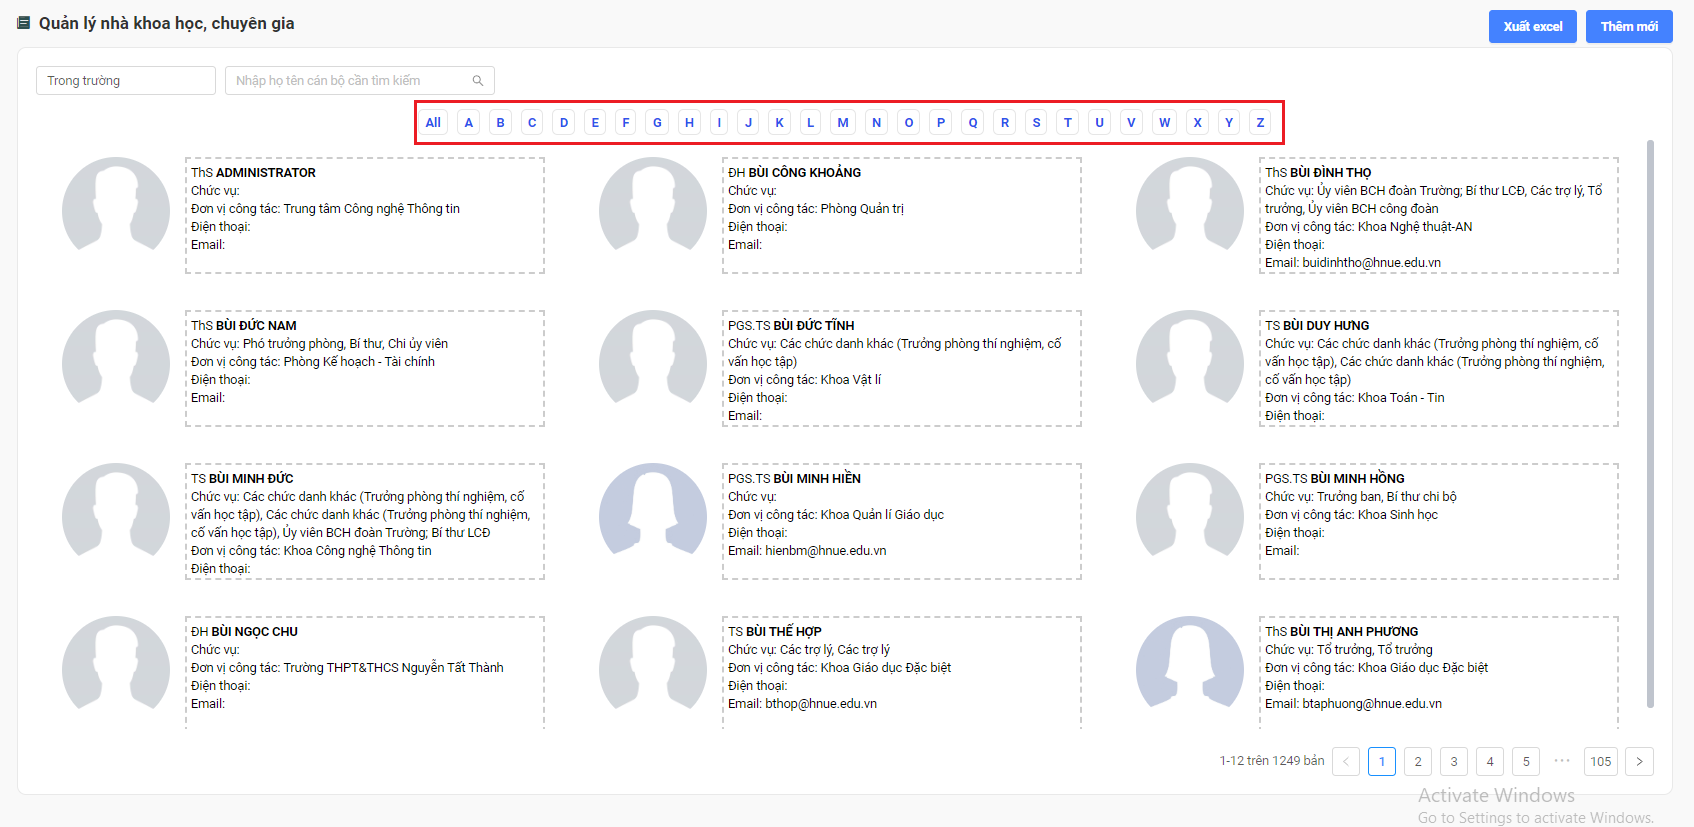 Quản lý nhà khoa học, chuyên gia
Xuất excel
Thêm mới
Trong trường
Nhập họ tên cán bộ cần tìm kiếm
All A B C D E F G H I J K L M N O P Q R S T U V W X Y Z
ThS ADMINISTRATOR
Chức vụ:
Đơn vị công tác: Trung tâm Công nghệ Thông tin
Điện thoại:
Email:
ĐH BÙI CÔNG KHOẢNG
Chức vụ:
Đơn vị công tác: Phòng Quản trị
Điện thoại:
Email:
ThS BÙI ĐÌNH THỌ
Chức vụ: Ủy viên BCH đoàn Trường; Bí thư LCĐ, Các trợ lý, Tổ
trưởng, Ủy viên BCH công đoàn
Đơn vị công tác: Khoa Nghệ thuật-AN
Điện thoại:
Email: buidinhtho@hnue.edu.vn
ThS BÙI ĐỨC NAM
Chức vụ: Phó trưởng phòng, Bí thư, Chi ủy viên
Đơn vị công tác: Phòng Kế hoạch - Tài chính
Điện thoại:
Email:
PGS.TS BÙI ĐỨC TĨNH
Chức vụ: Các chức danh khác (Trưởng phòng thí nghiệm, cố
vấn học tập)
Đơn vị công tác: Khoa Vật lí
Điện thoại:
Email:
TS BÙI DUY HƯNG
Chức vụ: Các chức danh khác (Trưởng phòng thí nghiệm, cố
vấn học tập), Các chức danh khác (Trưởng phòng thí nghiệm,
cố vấn học tập)
Đơn vị công tác: Khoa Toán - Tin
Điện thoại:
TS BÙI MINH ĐỨC
Chức vụ: Các chức danh khác (Trưởng phòng thí nghiệm, cố
vấn học tập), Các chức danh khác (Trưởng phòng thí nghiệm,
cố vấn học tập), Ủy viên BCH đoàn Trường; Bí thư LCĐ
Đơn vị công tác: Khoa Công nghệ Thông tin
Điện thoại:
PGS.TS BÙI MINH HIỀN
Chức vụ:
Đơn vị công tác: Khoa Quản lí Giáo dục
Điện thoại:
Email: hienbm@hnue.edu.vn
PGS.TS BÙI MINH HỒNG
Chức vụ: Trưởng ban, Bí thư chi bộ
Đơn vị công tác: Khoa Sinh học
Điện thoại:
Email:
ĐH BÙI NGỌC CHU
Chức vụ:
Đơn vị công tác: Trường THPT&THCS Nguyễn Tất Thành
Điện thoại:
Email:
TS BÙI THẾ HỢP
Chức vụ: Các trợ lý, Các trợ lý
Đơn vị công tác: Khoa Giáo dục Đặc biệt
Điện thoại:
Email: bthop@hnue.edu.vn
ThS BÙI THỊ ANH PHƯƠNG
Chức vụ: Tổ trưởng, Tổ trưởng
Đơn vị công tác: Khoa Giáo dục Đặc biệt
Điện thoại:
Email: btaphuong@hnue.edu.vn
1-12 trên 1249 bản < 1 2 3 4 5 ••• 105 >
Activate Windows
Go to Settings to activate Windows.